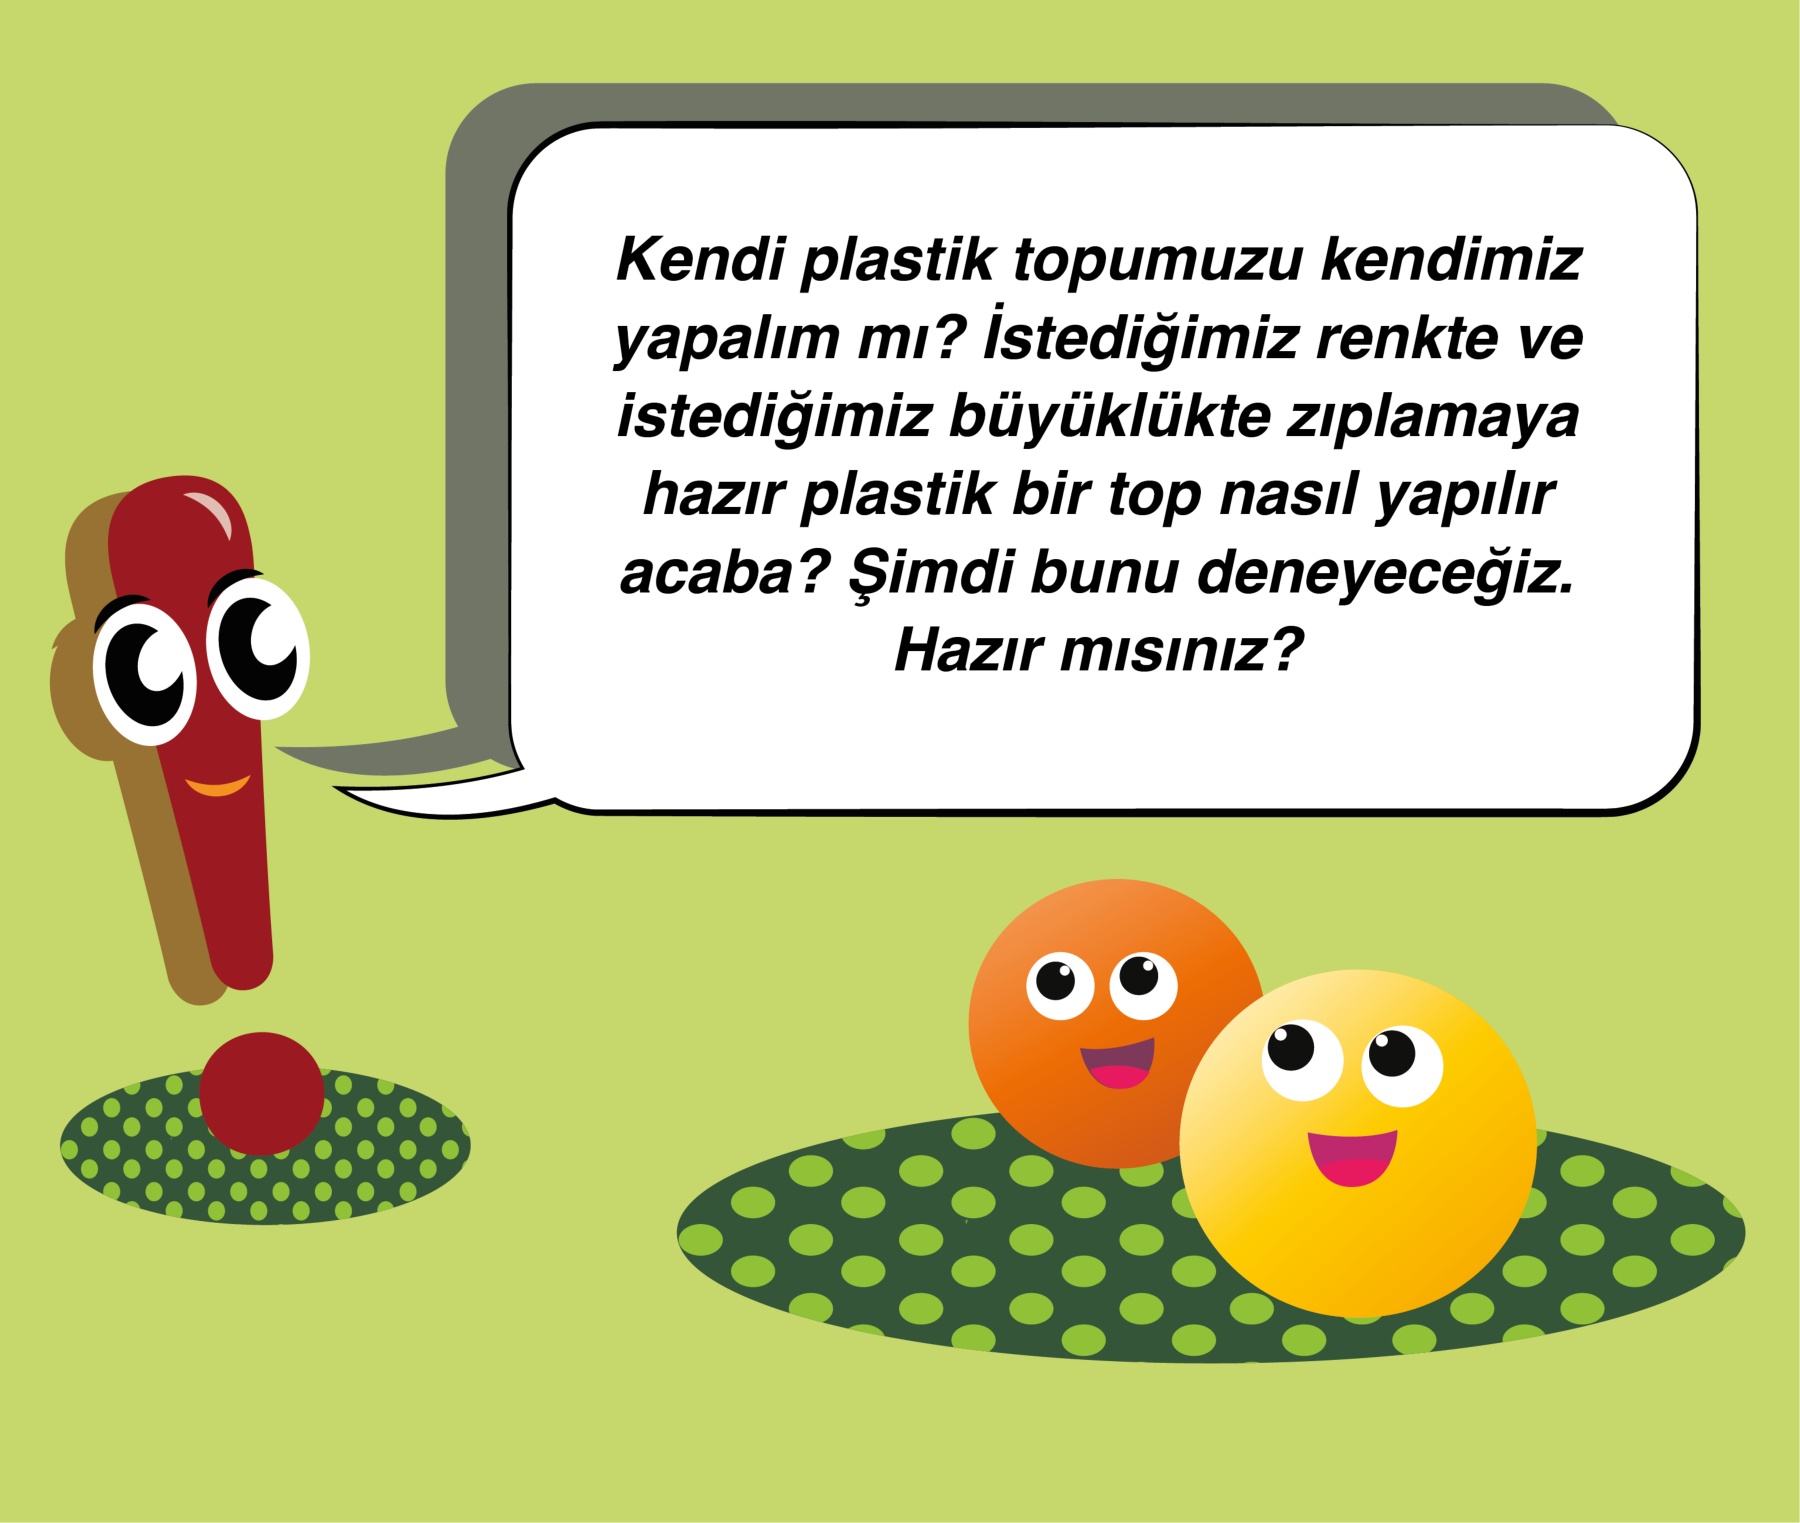 Kendi plastik topumuzu kendimiz
yapalım mı? İstediğimiz renkte ve
istediğimiz büyüklükte zıplamaya
hazır plastik bir top nasıl yapılır
acaba? Şimdi bunu deneyeceğiz.
Hazır mısınız?